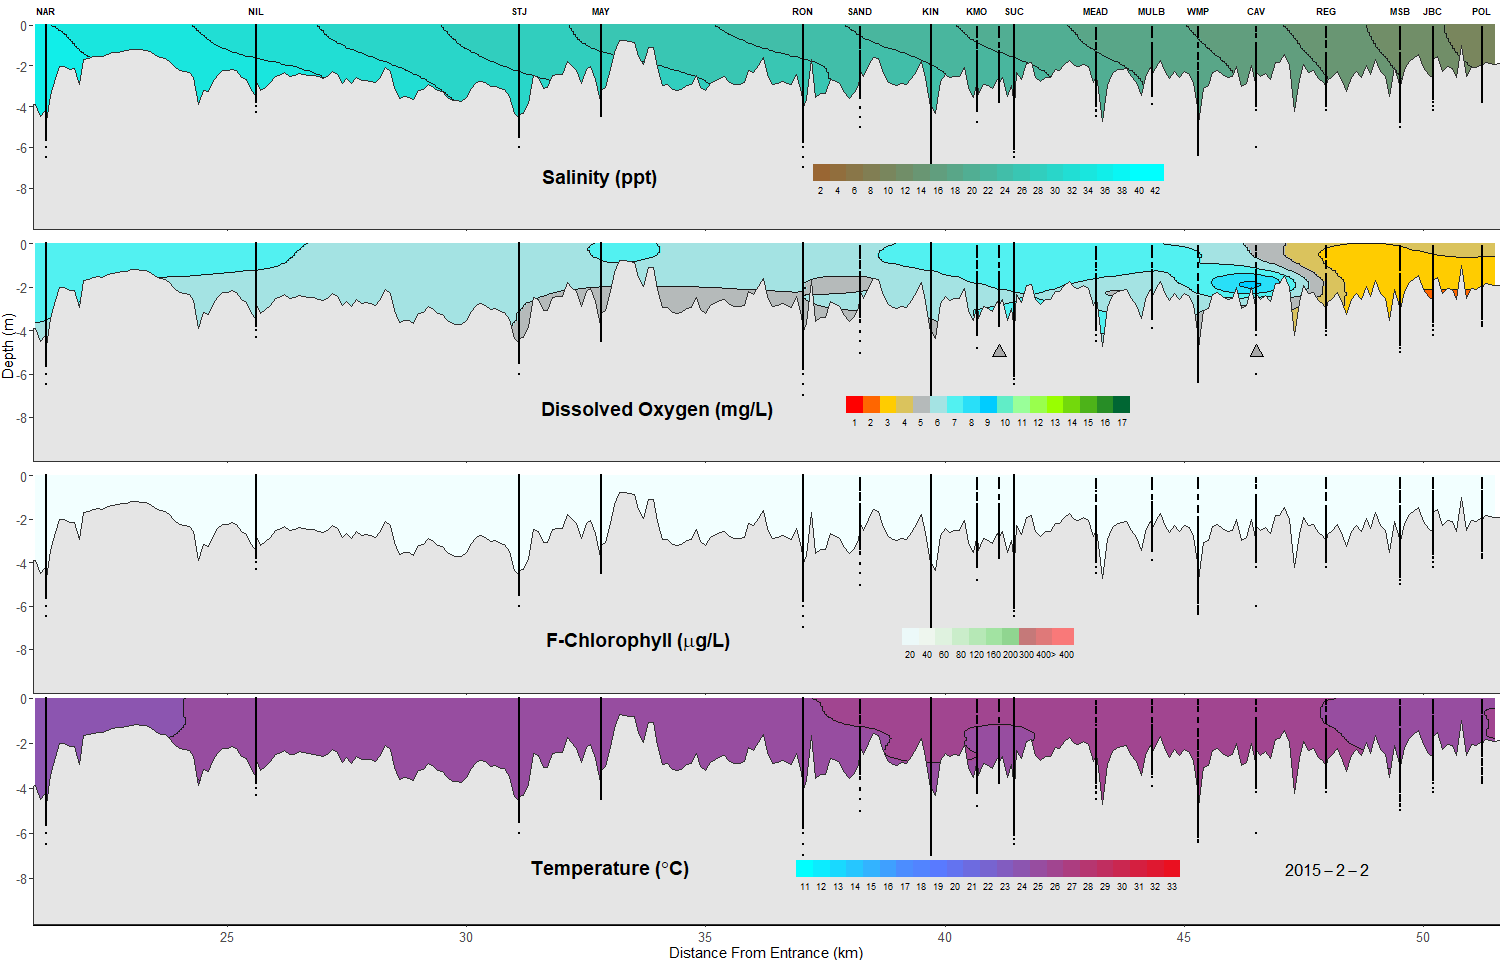 NAR NIL STJ MAY RON SAND KIN KMO SUC MEAD MULB WMP CAV REG MSB JBC POL
0
-2
-4
-6
-8
Salinity (ppt)
2 4 6 8 10 12 14 16 18 20 22 24 26 28 30 32 34 36 38 40 42
0
-2
-4
-6
-8
Depth (m)
Dissolved Oxygen (mg/L)
1 2 3 4 5 6 7 8 9 10 11 12 13 14 15 16 17
0
-2
-4
-6
-8
F-Chlorophyll (μg/L)
20 40 60 80 120 160 200 300 400> 400
0
-2
-4
-6
-8
Temperature (°C)
11 12 13 14 15 16 17 18 19 20 21 22 23 24 25 26 27 28 29 30 31 32 33
2015-2-2
25 30 35 40 45 50
Distance From Entrance (km)